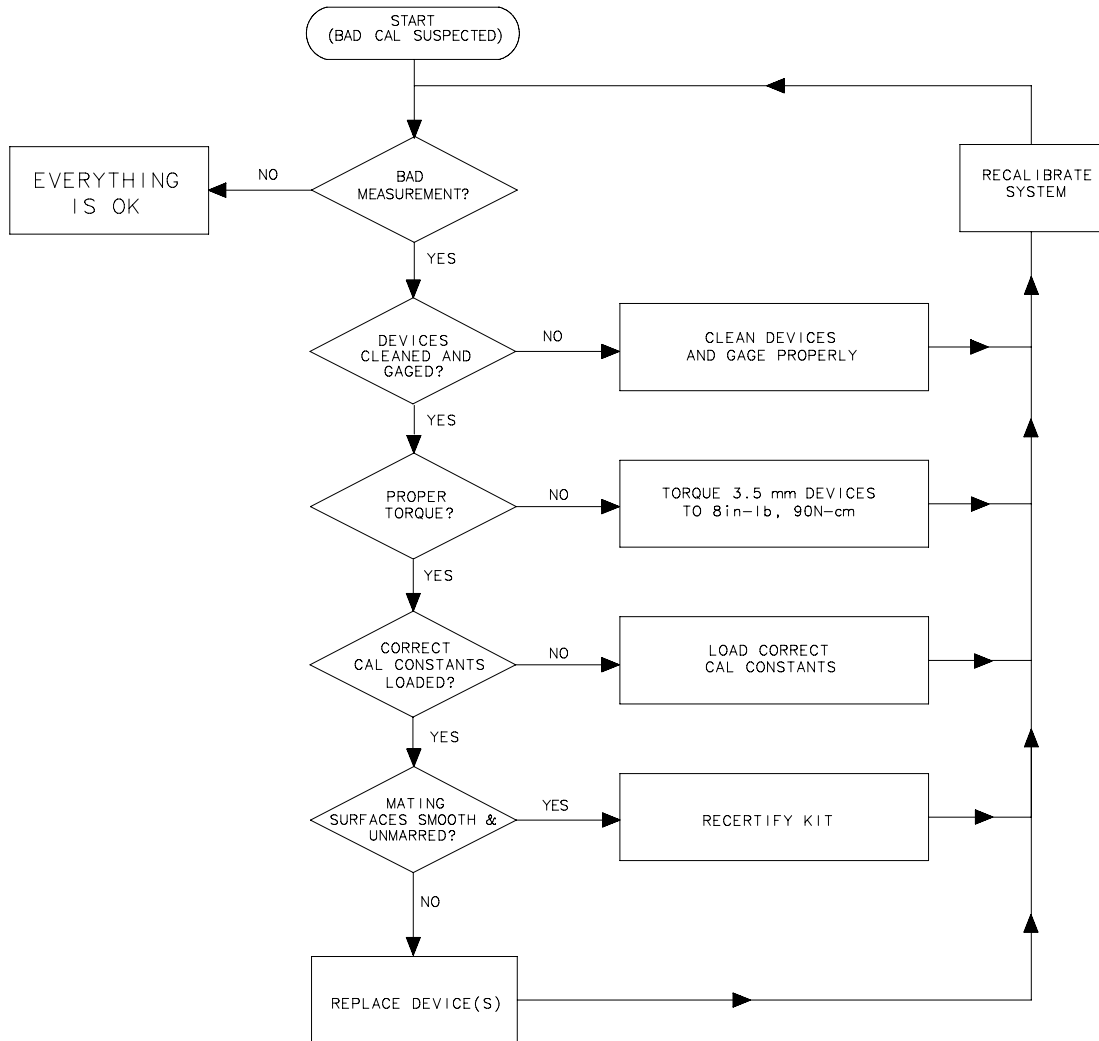 START
(BAD CAL SUSPECTED)
BAD
MEASUREMENT?
NO
EVERYTHING
IS OK
RECALIBRATE
SYSTEM
YES
DEVICES
CLEANED AND
GAGED?
NO
CLEAN DEVICES
AND GAGE PROPERLY
YES
PROPER
TORQUE?
NO
TORQUE 3.5 mm DEVICES
TO 8in-lb, 90N-cm
YES
CORRECT
CAL CONSTANTS
LOADED?
NO
LOAD CORRECT
CAL CONSTANTS
YES
MATING
SURFACES SMOOTH &
UNMARRED?
YES
RECERTIFY KIT
NO
REPLACE DEVICE(S)